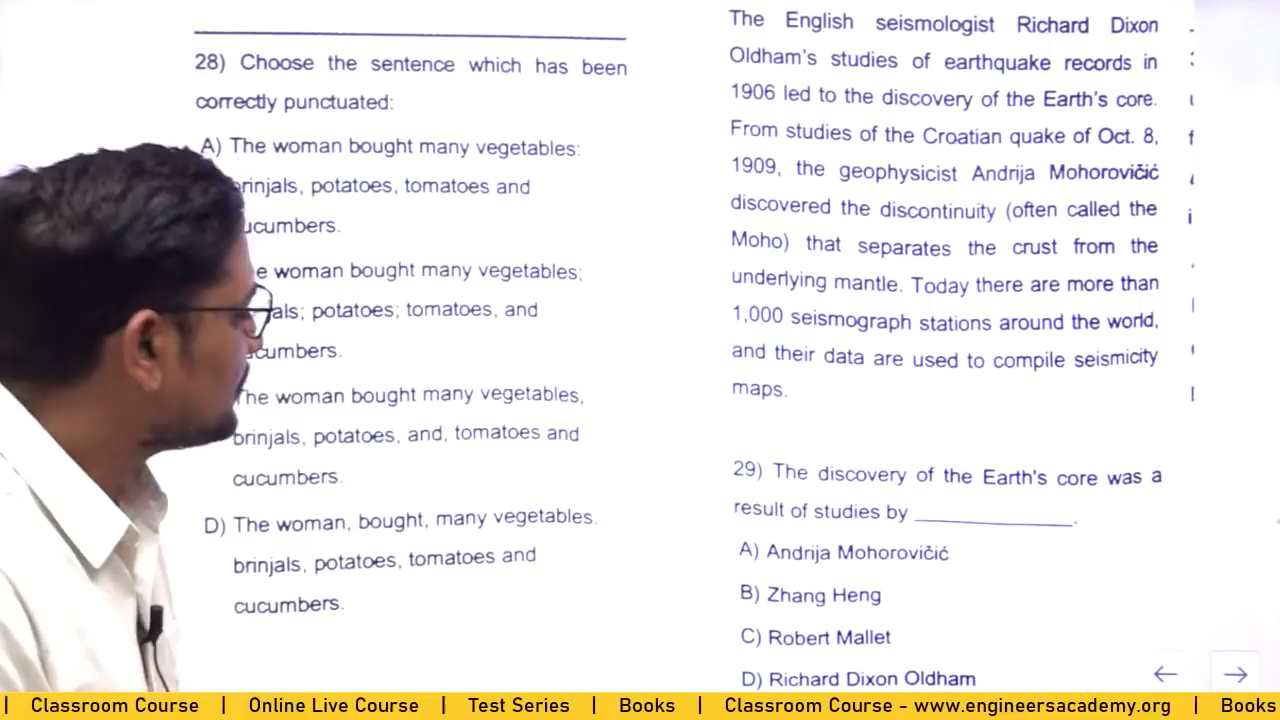 28) Choose the sentence which has been
correctly punctuated:
A) The woman bought many vegetables:
brinjals, potatoes, tomatoes and
cucumbers.
woman bought many vegetables;
potatoes; tomatoes, and
cucumbers.
The woman bought many vegetables,
brinjals, potatoes, and, tomatoes and
cucumbers.
D) The woman, bought, many vegetables.
brinjals, potatoes, tomatoes and
cucumbers.
The English seismologist Richard Dixon
Oldham's studies of earthquake records in
1906 led to the discovery of the Earth's core.
From studies of the Croatian quake of Oct. 8,
1909, the geophysicist Andrija Mohorovičić
discovered the discontinuity (often called the
Moho) that separates the crust from the
underlying mantle. Today there are more than
1,000 seismograph stations around the world,
and their data are used to compile seismicity
maps.
29) The discovery of the Earth's core was a
result of studies by ____________.
A) Andrija Mohorovičić
B) Zhang Heng
C) Robert Mallet
D) Richard Dixon Oldham
| Classroom Course | Online Live Course | Test Series | Books | Classroom Course - www.engineersacademy.org | Books